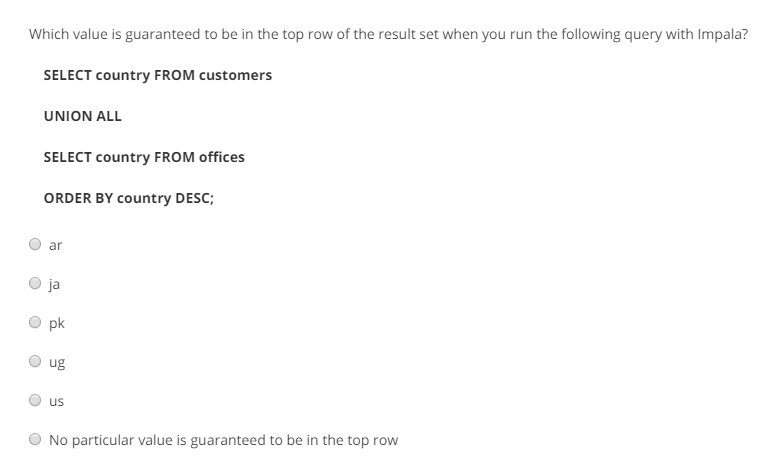 Which value is guaranteed to be in the top row of the result set when you run the following query with Impala?
SELECT country FROM customers
UNION ALL
SELECT country FROM offices
ORDER BY country DESC;
ar
ja
pk
ug
us
No particular value is guaranteed to be in the top row